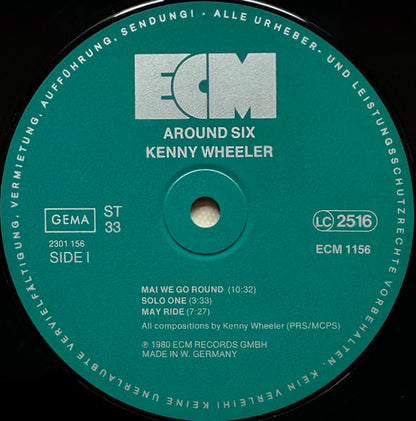 ALLE URHEBER- UND LEISTUNGSSCHUTZRECHTE VORBEHALTEN. KEIN VERLEIH! KEINE UNERLAUBTE VERVIELFÄLTIGUNG, VERMIETUNG, AUFFÜHRUNG, SENDUNG! ·
ECM
AROUND SIX
KENNY WHEELER
GEMA
ST
33
LC 2516
2301 156
SIDE I
ECM 1156
MAI WE GO ROUND (10:32)
SOLO ONE (3:33)
MAY RIDE (7:27)
All compositions by Kenny Wheeler (PRS/MCPS)
℗ 1980 ECM RECORDS GMBH
MADE IN W. GERMANY